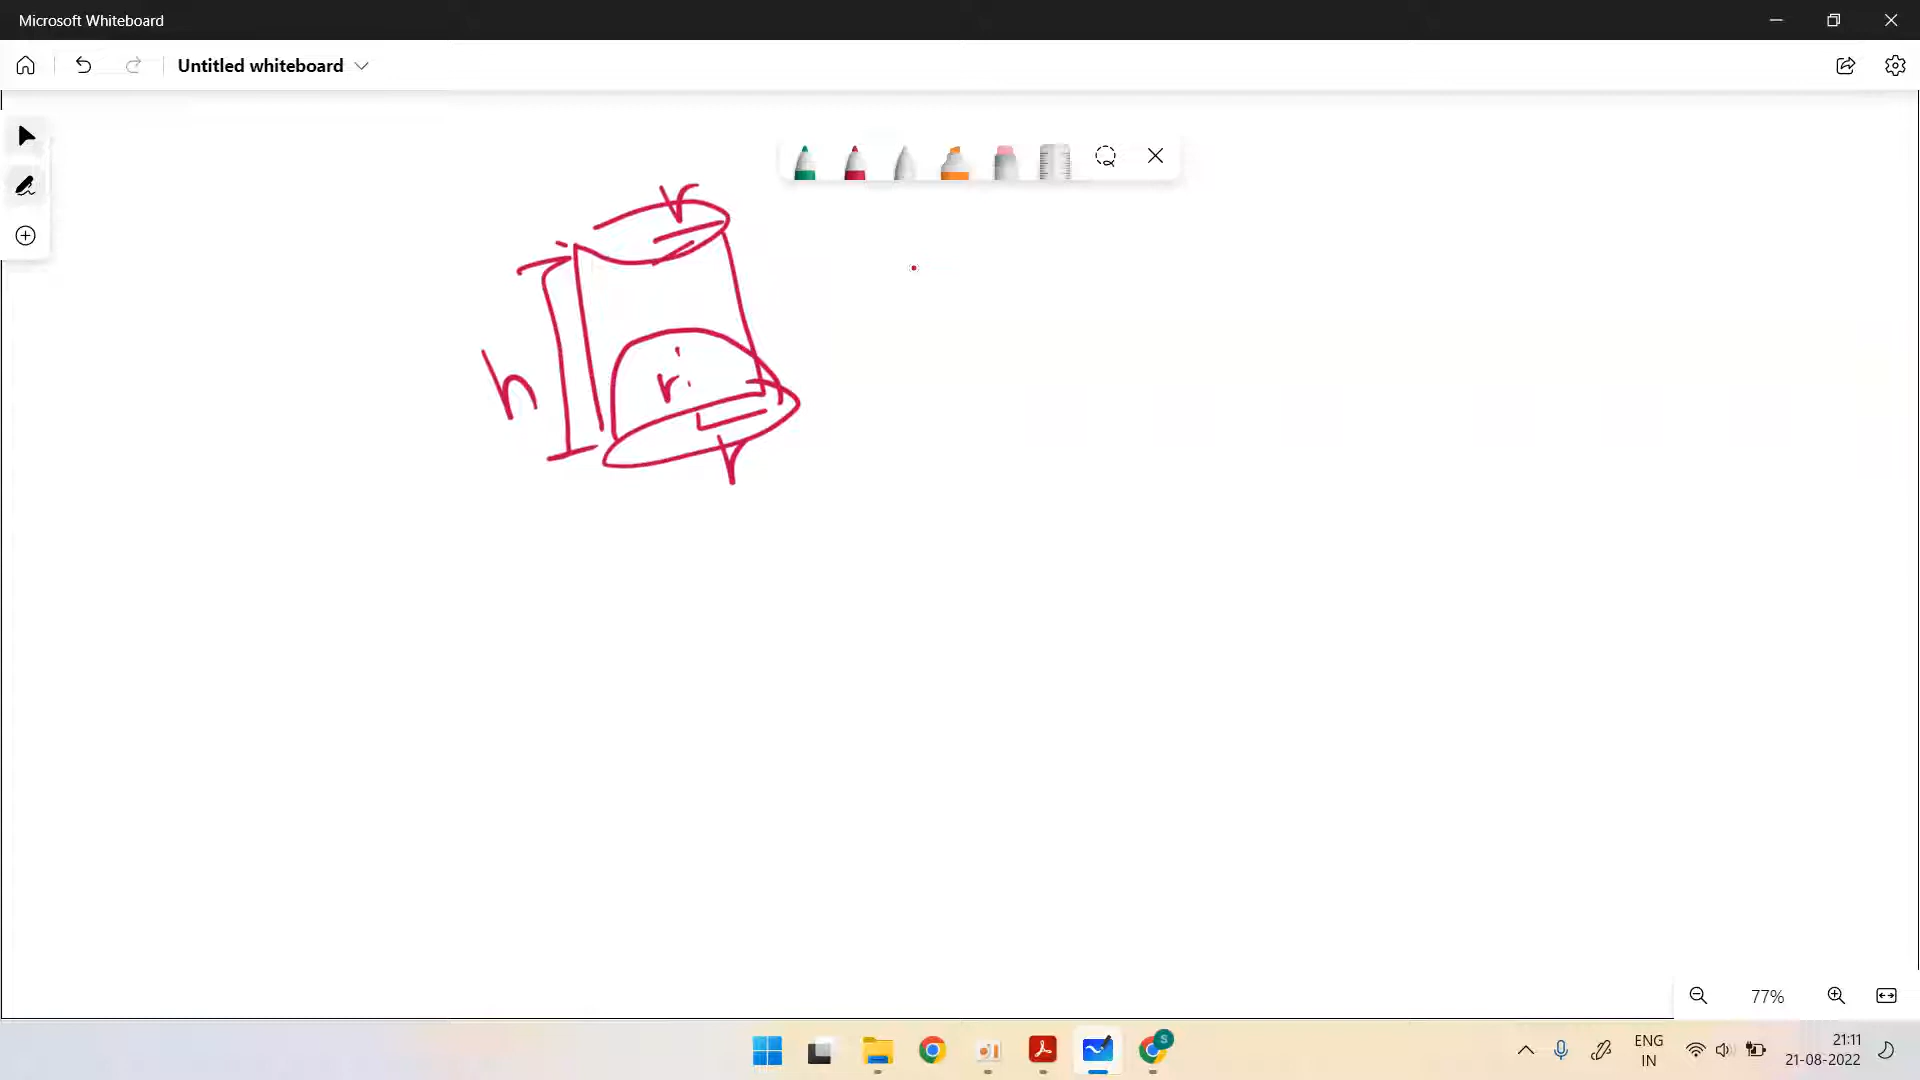 Microsoft Whiteboard
Untitled whiteboard
r
h
r
r
77%
S
ENG
IN
21:11
21-08-2022